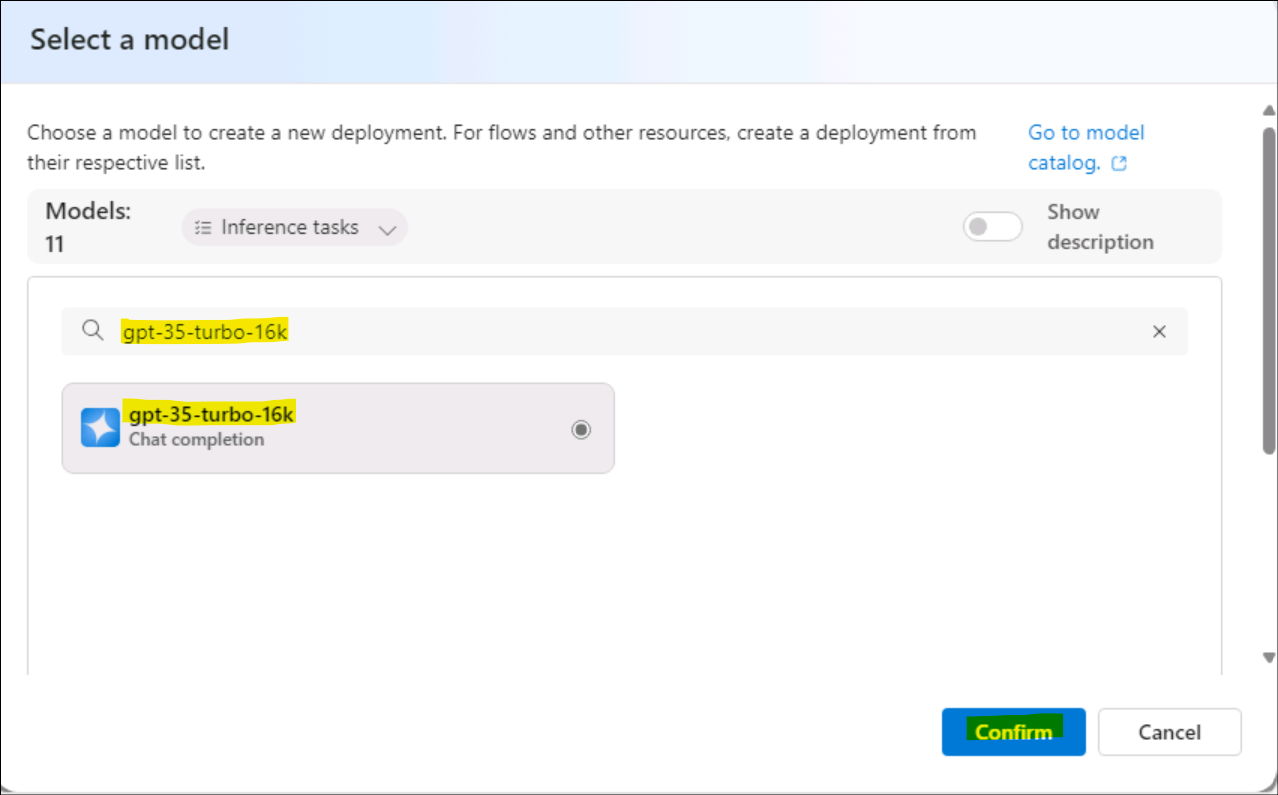 Select a model
Choose a model to create a new deployment. For flows and other resources, create a deployment from
their respective list.
Go to model
catalog.
Models:
11
Inference tasks
Show
description
gpt-35-turbo-16k
gpt-35-turbo-16k
Chat completion
Confirm
Cancel